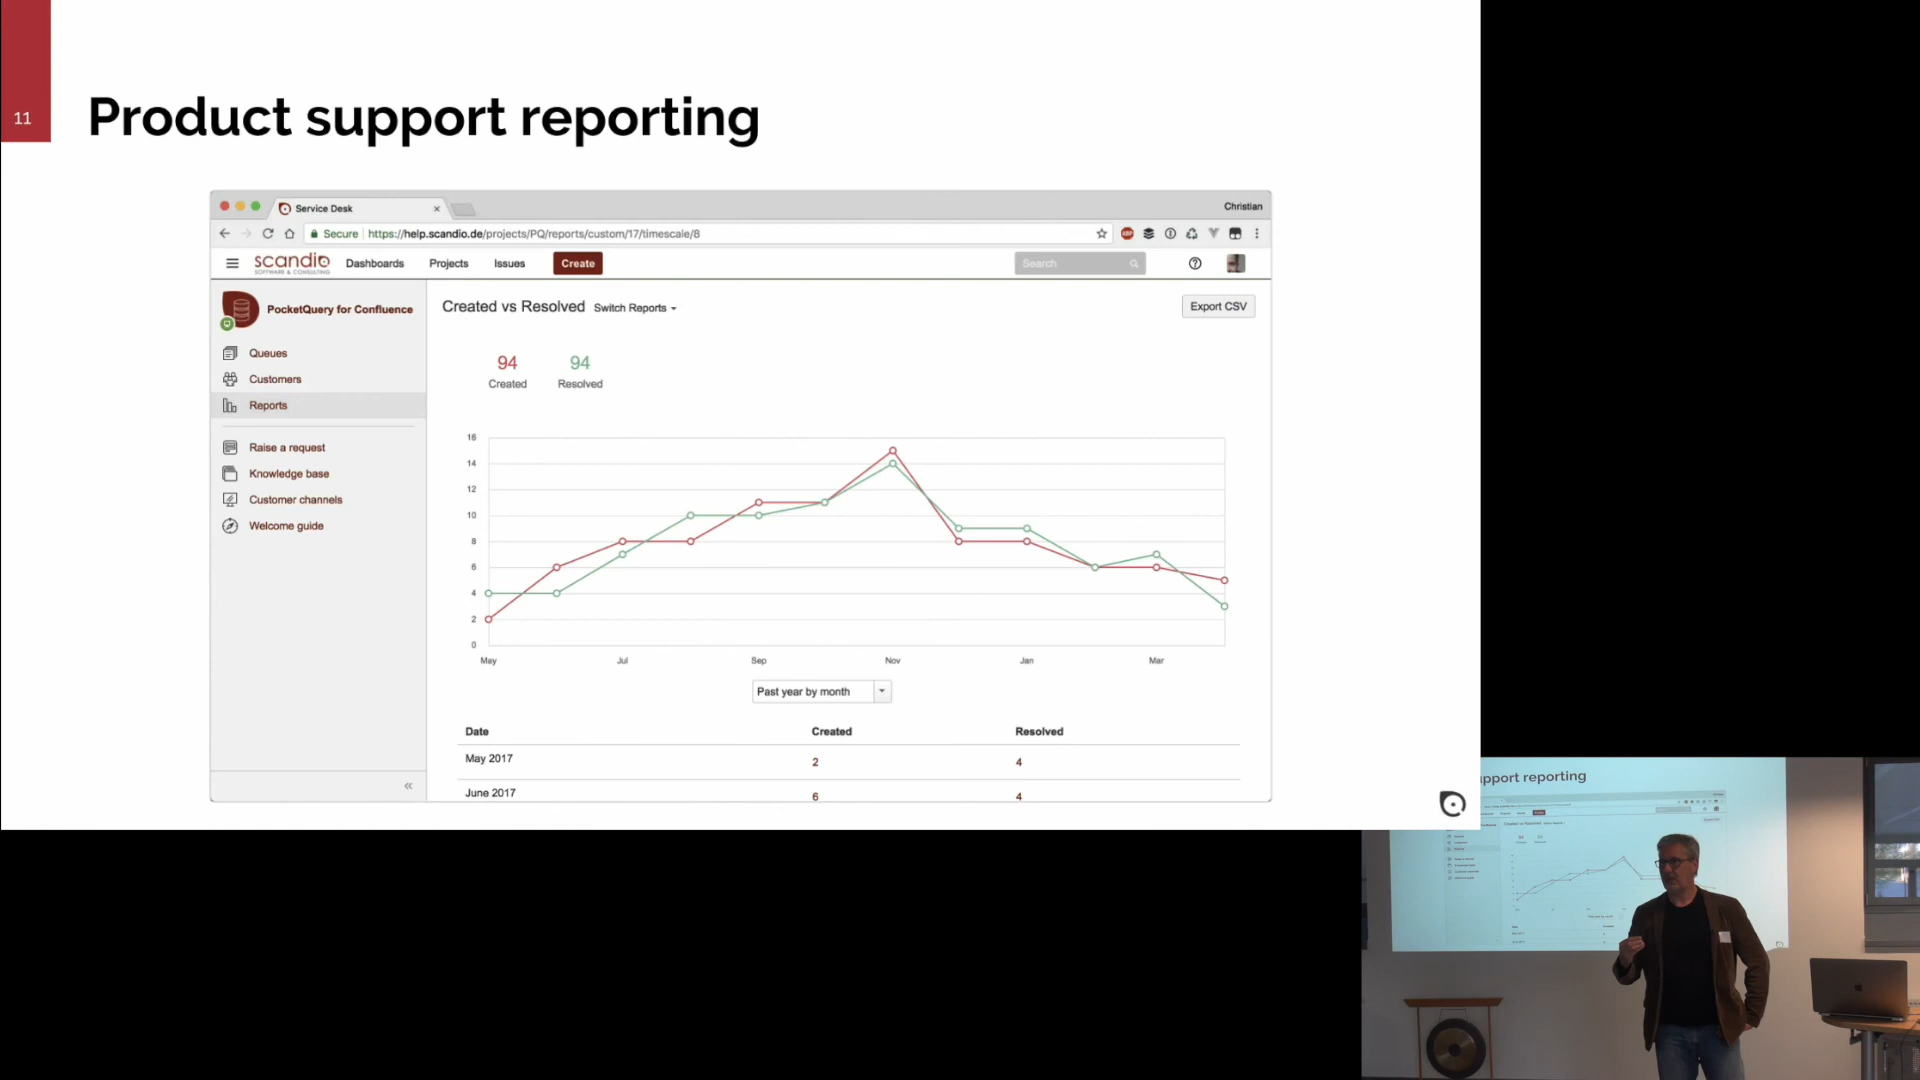 11
Product support reporting
Service Desk
Christian
Secure https://help.scandio.de/projects/PQ/reports/custom/17/timescale/8
scandio
SOFTWARE & CONSULTING
Dashboards Projects Issues Create Search
PocketQuery for Confluence
Queues
Customers
Reports
Raise a request
Knowledge base
Customer channels
Welcome guide
Created vs Resolved Switch Reports Export CSV
94 94
Created Resolved
16
14
12
10
8
6
4
2
0
May Jul Sep Nov Jan Mar
Past year by month
Date Created Resolved
May 2017 2 4
June 2017 6 4
pport reporting